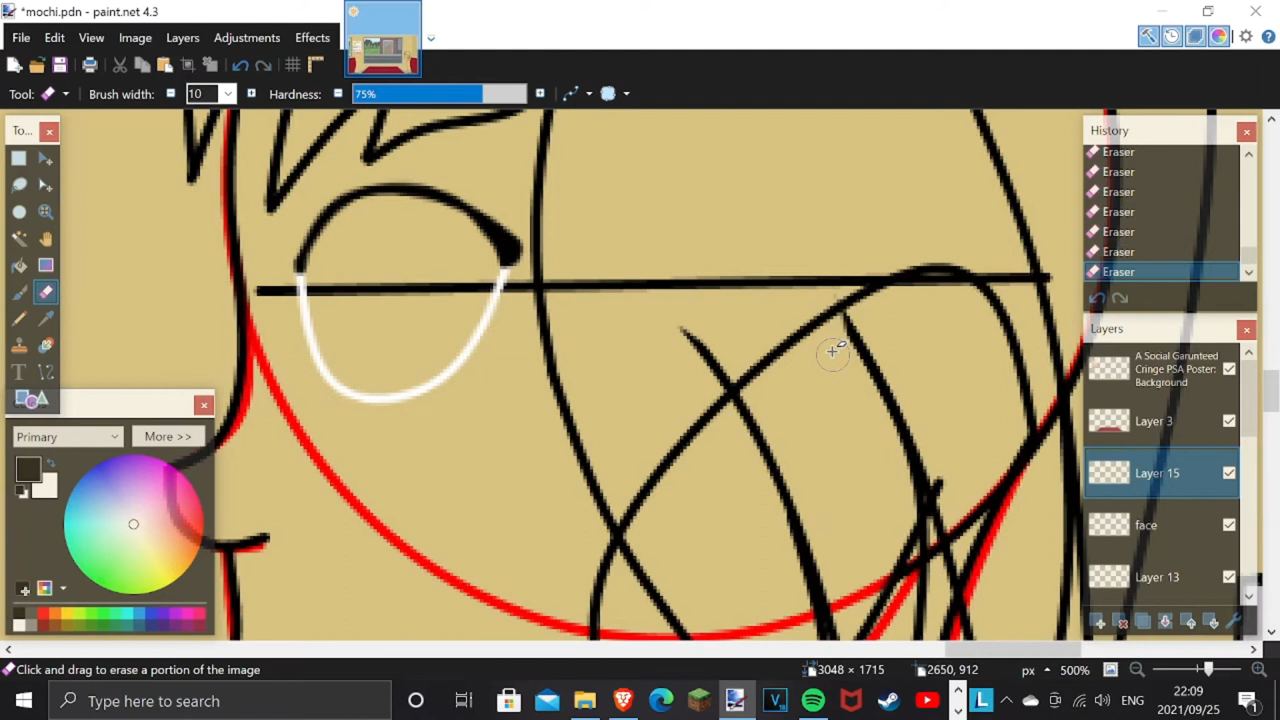 *mochi.pdn - paint.net 4.3
File Edit View Image Layers Adjustments Effects
Tool: Brush width: 10 Hardness: 75%
To...
History
Eraser
Eraser
Eraser
Eraser
Eraser
Eraser
Eraser
Layers
A Social Garunteed
Cringe PSA Poster:
Background
Layer 3
Layer 15
face
Layer 13
Primary More >>
Click and drag to erase a portion of the image 3048 × 1715 2650, 912 px 500%
Type here to search ENG 22:09
2021/09/25